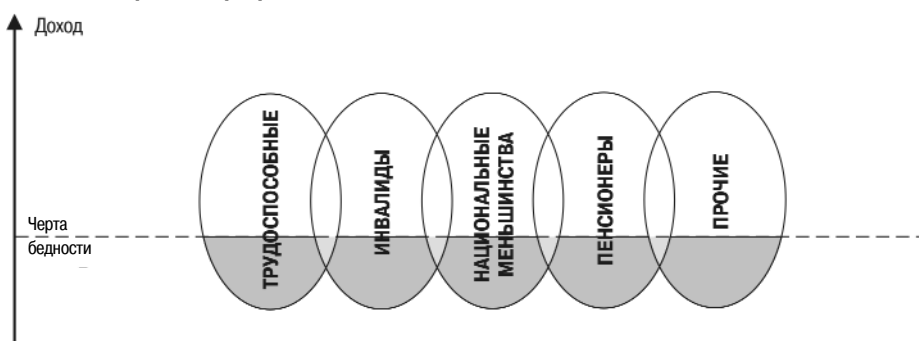 Доход
Черта
бедности
ТРУДОСПОСОБНЫЕ
ИНВАЛИДЫ
НАЦИОНАЛЬНЫЕ
МЕНЬШИНСТВА
ПЕНСИОНЕРЫ
ПРОЧИЕ